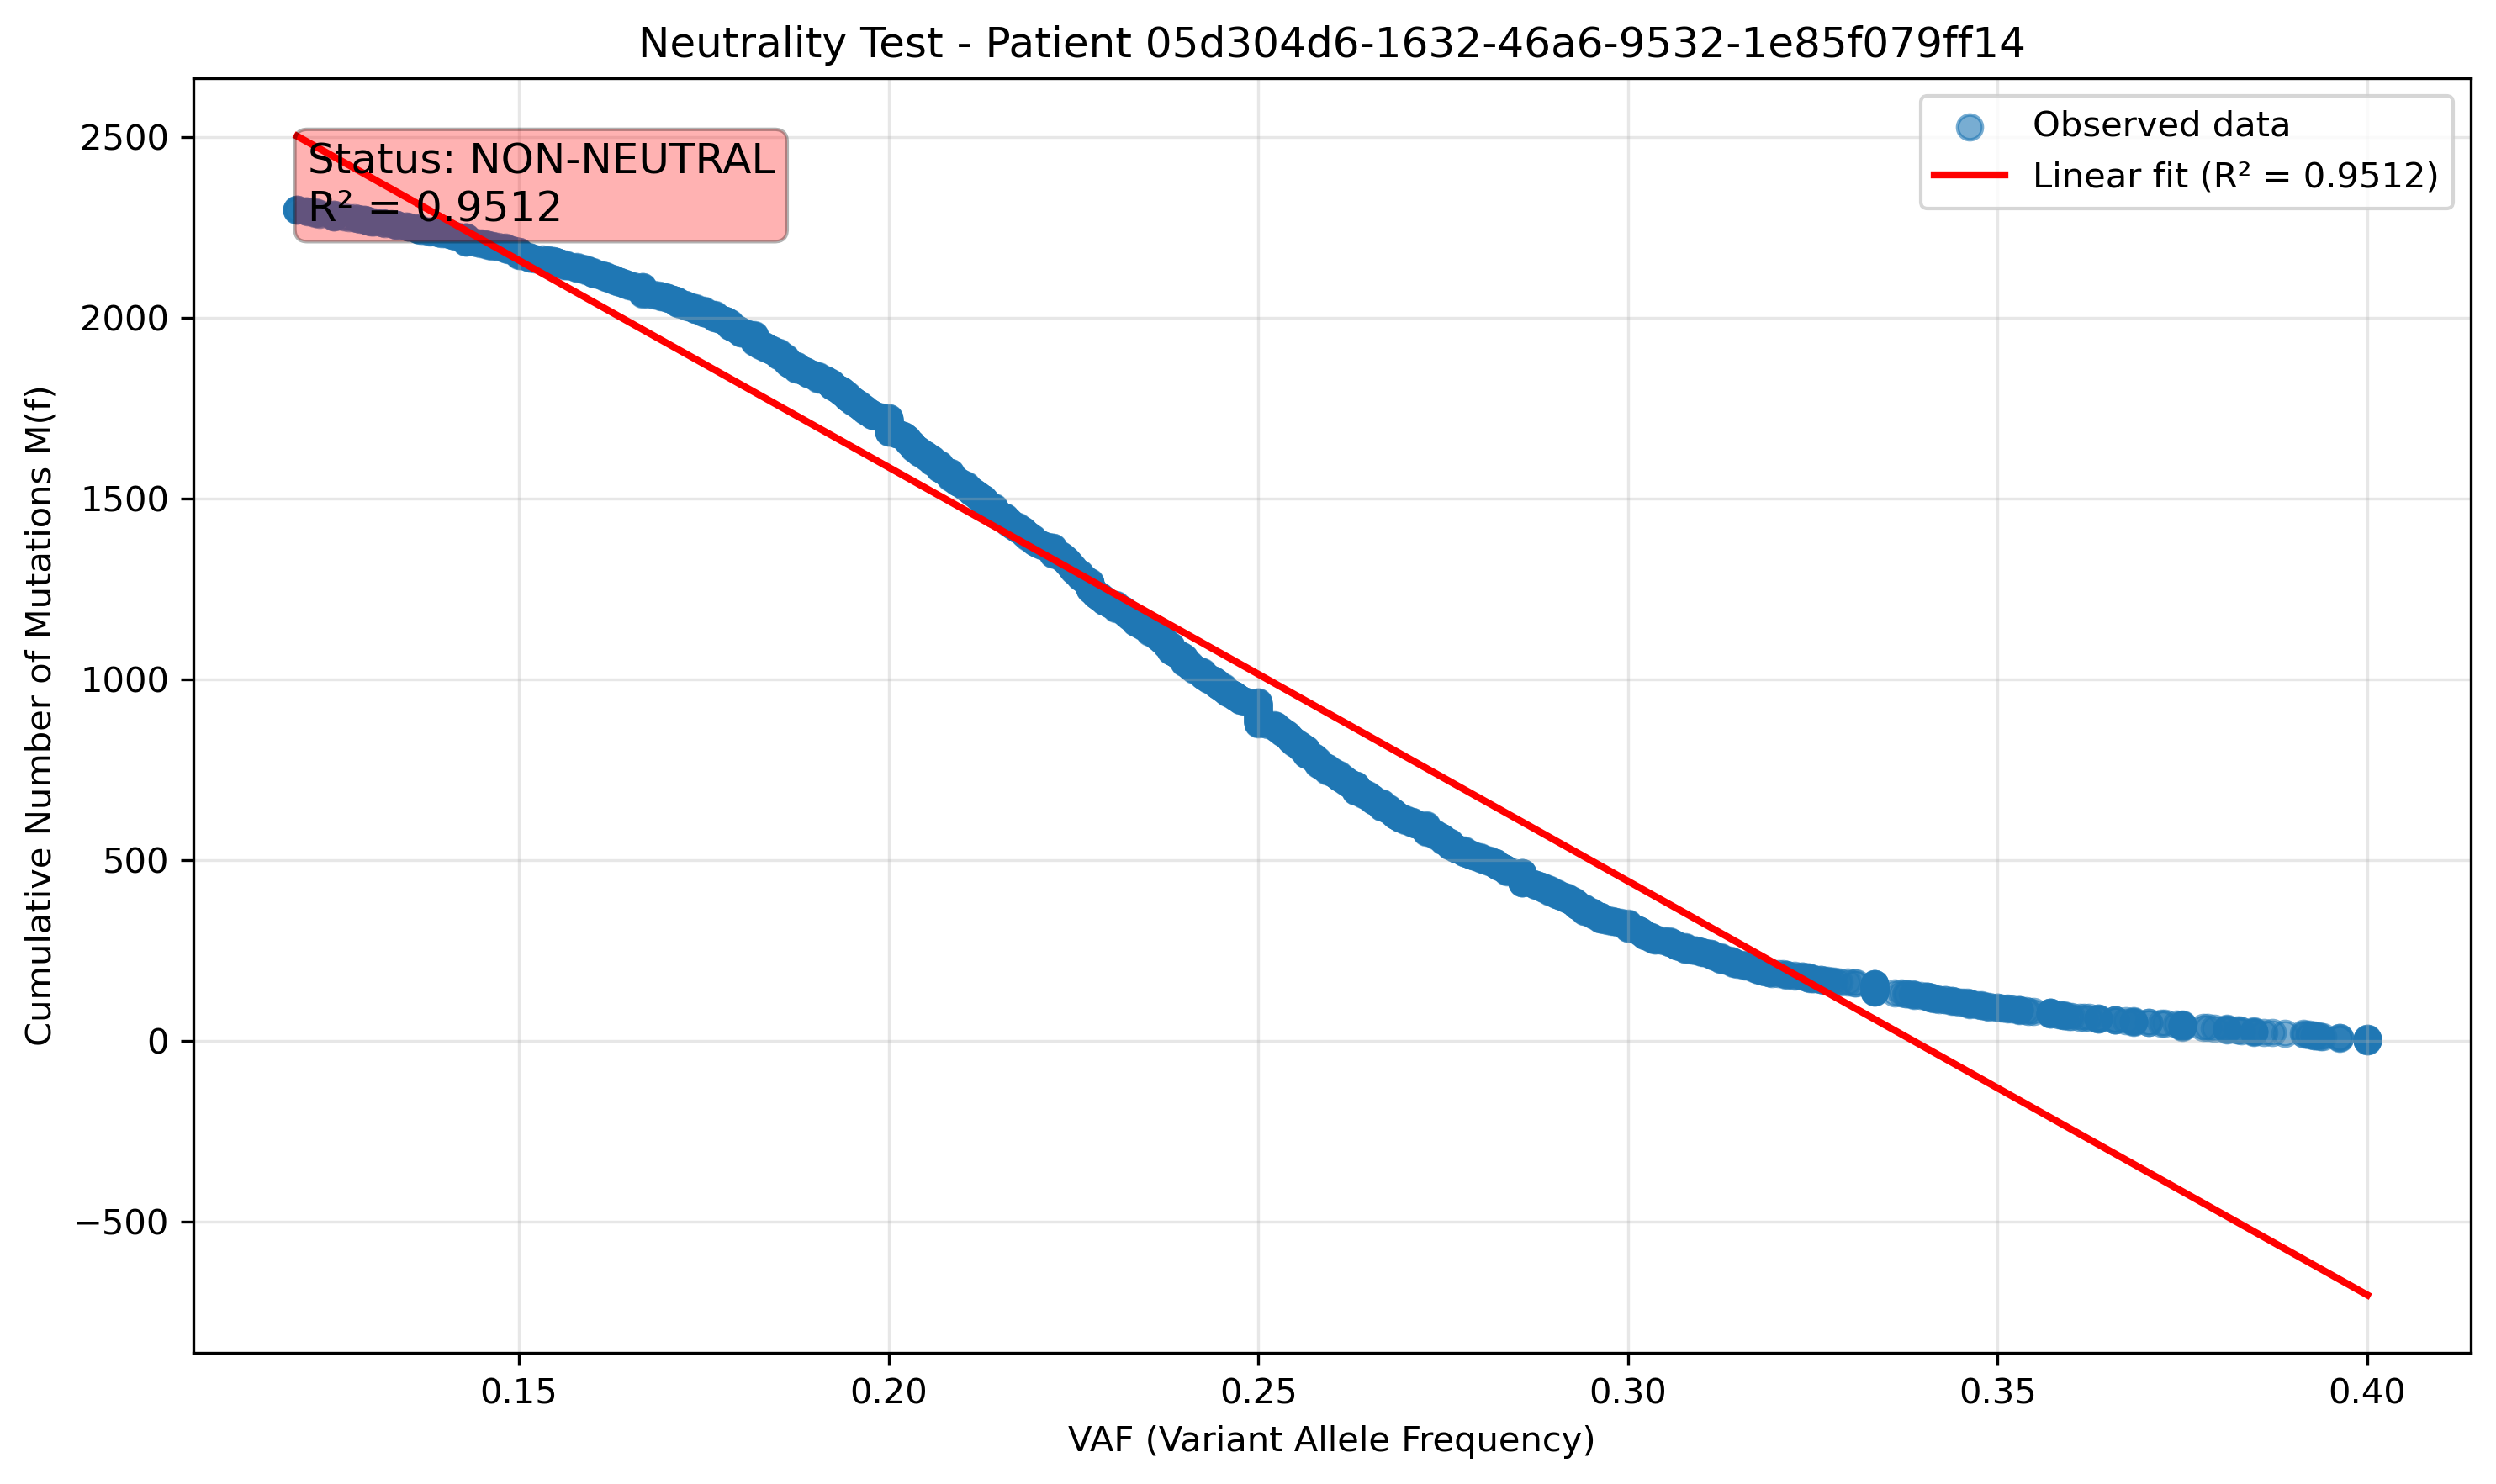 Neutrality Test - Patient 05d304d6-1632-46a6-9532-1e85f079ff14
Status: NON-NEUTRAL
R² = 0.9512
Observed data
Linear fit (R² = 0.9512)
Cumulative Number of Mutations M(f)
2500
2000
1500
1000
500
0
−500
0.15 0.20 0.25 0.30 0.35 0.40
VAF (Variant Allele Frequency)